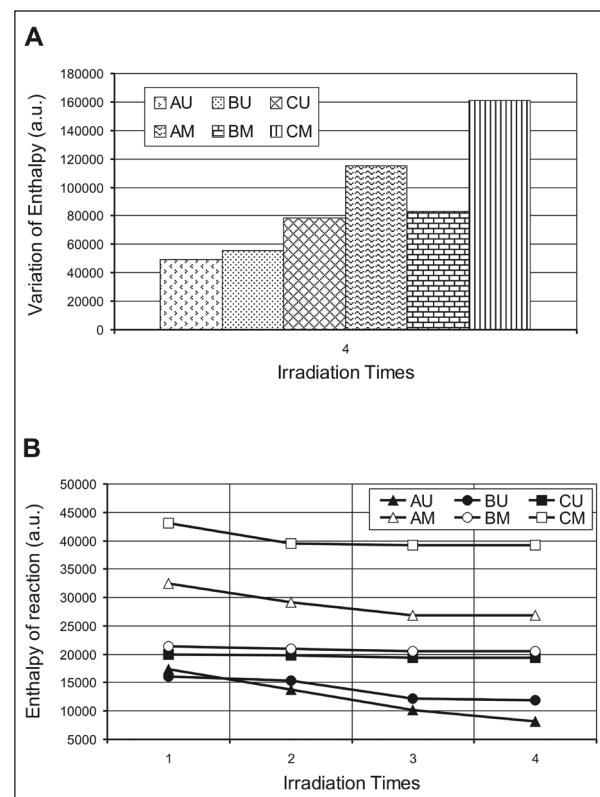 A
180000
160000
140000
120000
100000
80000
60000
40000
20000
0
Variation of Enthalpy (a.u.)
AU BU CU
AM BM CM
4
Irradiation Times
B
50000
45000
40000
35000
30000
25000
20000
15000
10000
5000
Enthalpy of reaction (a.u.)
AU BU CU
AM BM CM
1 2 3 4
Irradiation Times